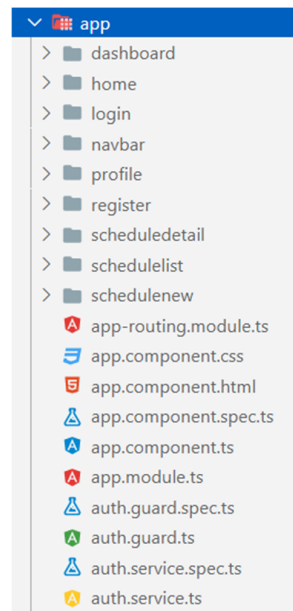 app
dashboard
home
login
navbar
profile
register
scheduledetail
schedulelist
schedulenew
app-routing.module.ts
app.component.css
app.component.html
app.component.spec.ts
app.component.ts
app.module.ts
auth.guard.spec.ts
auth.guard.ts
auth.service.spec.ts
auth.service.ts